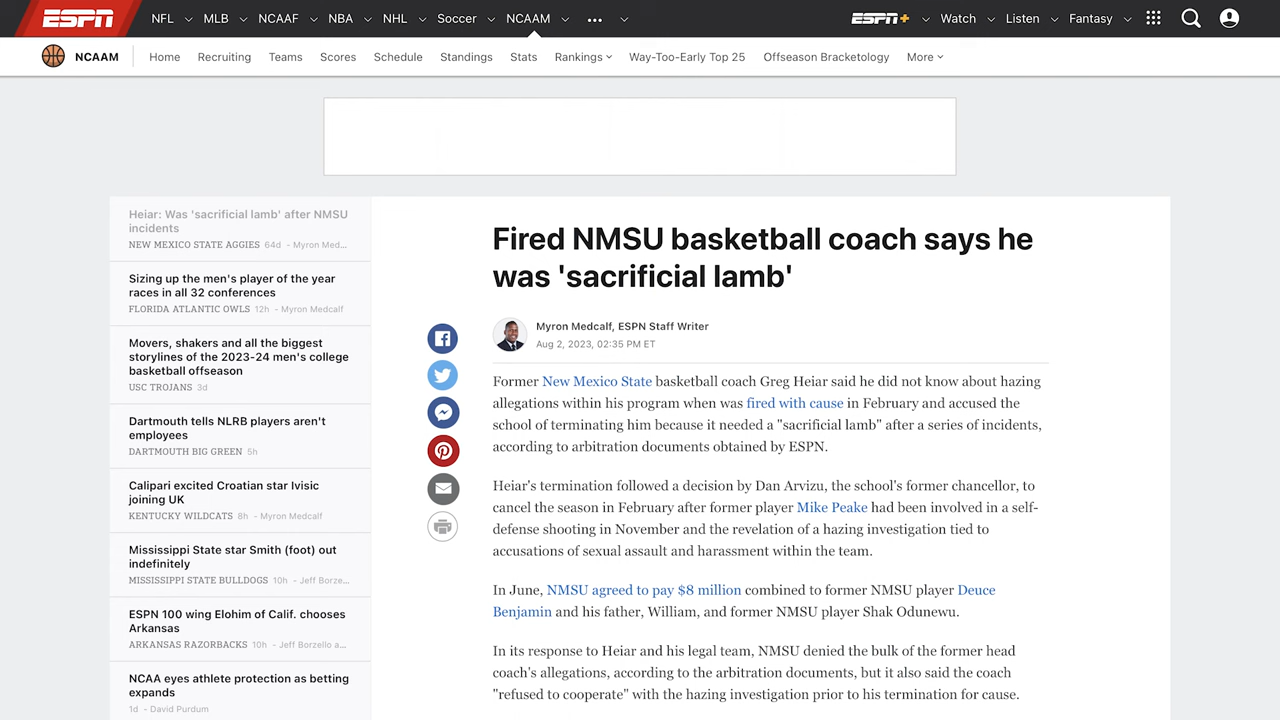 ESPN NFL MLB NCAAF NBA NHL Soccer NCAAM ... ESPN+ Watch Listen Fantasy
NCAAM Home Recruiting Teams Scores Schedule Standings Stats Rankings Way-Too-Early Top 25 Offseason Bracketology More
Heiar: Was 'sacrificial lamb' after NMSU
incidents
NEW MEXICO STATE AGGIES 64d - Myron Med...
Sizing up the men's player of the year
races in all 32 conferences
FLORIDA ATLANTIC OWLS 12h - Myron Medcalf
Movers, shakers and all the biggest
storylines of the 2023-24 men's college
basketball offseason
USC TROJANS 3d
Dartmouth tells NLRB players aren't
employees
DARTMOUTH BIG GREEN 5h
Calipari excited Croatian star Ivisic
joining UK
KENTUCKY WILDCATS 8h - Myron Medcalf
Mississippi State star Smith (foot) out
indefinitely
MISSISSIPPI STATE BULLDOGS 10h - Jeff Borze...
ESPN 100 wing Elohim of Calif. chooses
Arkansas
ARKANSAS RAZORBACKS 10h - Jeff Borzello a...
NCAA eyes athlete protection as betting
expands
1d - David Purdum
Fired NMSU basketball coach says he
was 'sacrificial lamb'
Myron Medcalf, ESPN Staff Writer
Aug 2, 2023, 02:35 PM ET
Former New Mexico State basketball coach Greg Heiar said he did not know about hazing
allegations within his program when was fired with cause in February and accused the
school of terminating him because it needed a "sacrificial lamb" after a series of incidents,
according to arbitration documents obtained by ESPN.
Heiar's termination followed a decision by Dan Arvizu, the school's former chancellor, to
cancel the season in February after former player Mike Peake had been involved in a self-
defense shooting in November and the revelation of a hazing investigation tied to
accusations of sexual assault and harassment within the team.
In June, NMSU agreed to pay $8 million combined to former NMSU player Deuce
Benjamin and his father, William, and former NMSU player Shak Odunewu.
In its response to Heiar and his legal team, NMSU denied the bulk of the former head
coach's allegations, according to the arbitration documents, but it also said the coach
"refused to cooperate" with the hazing investigation prior to his termination for cause.